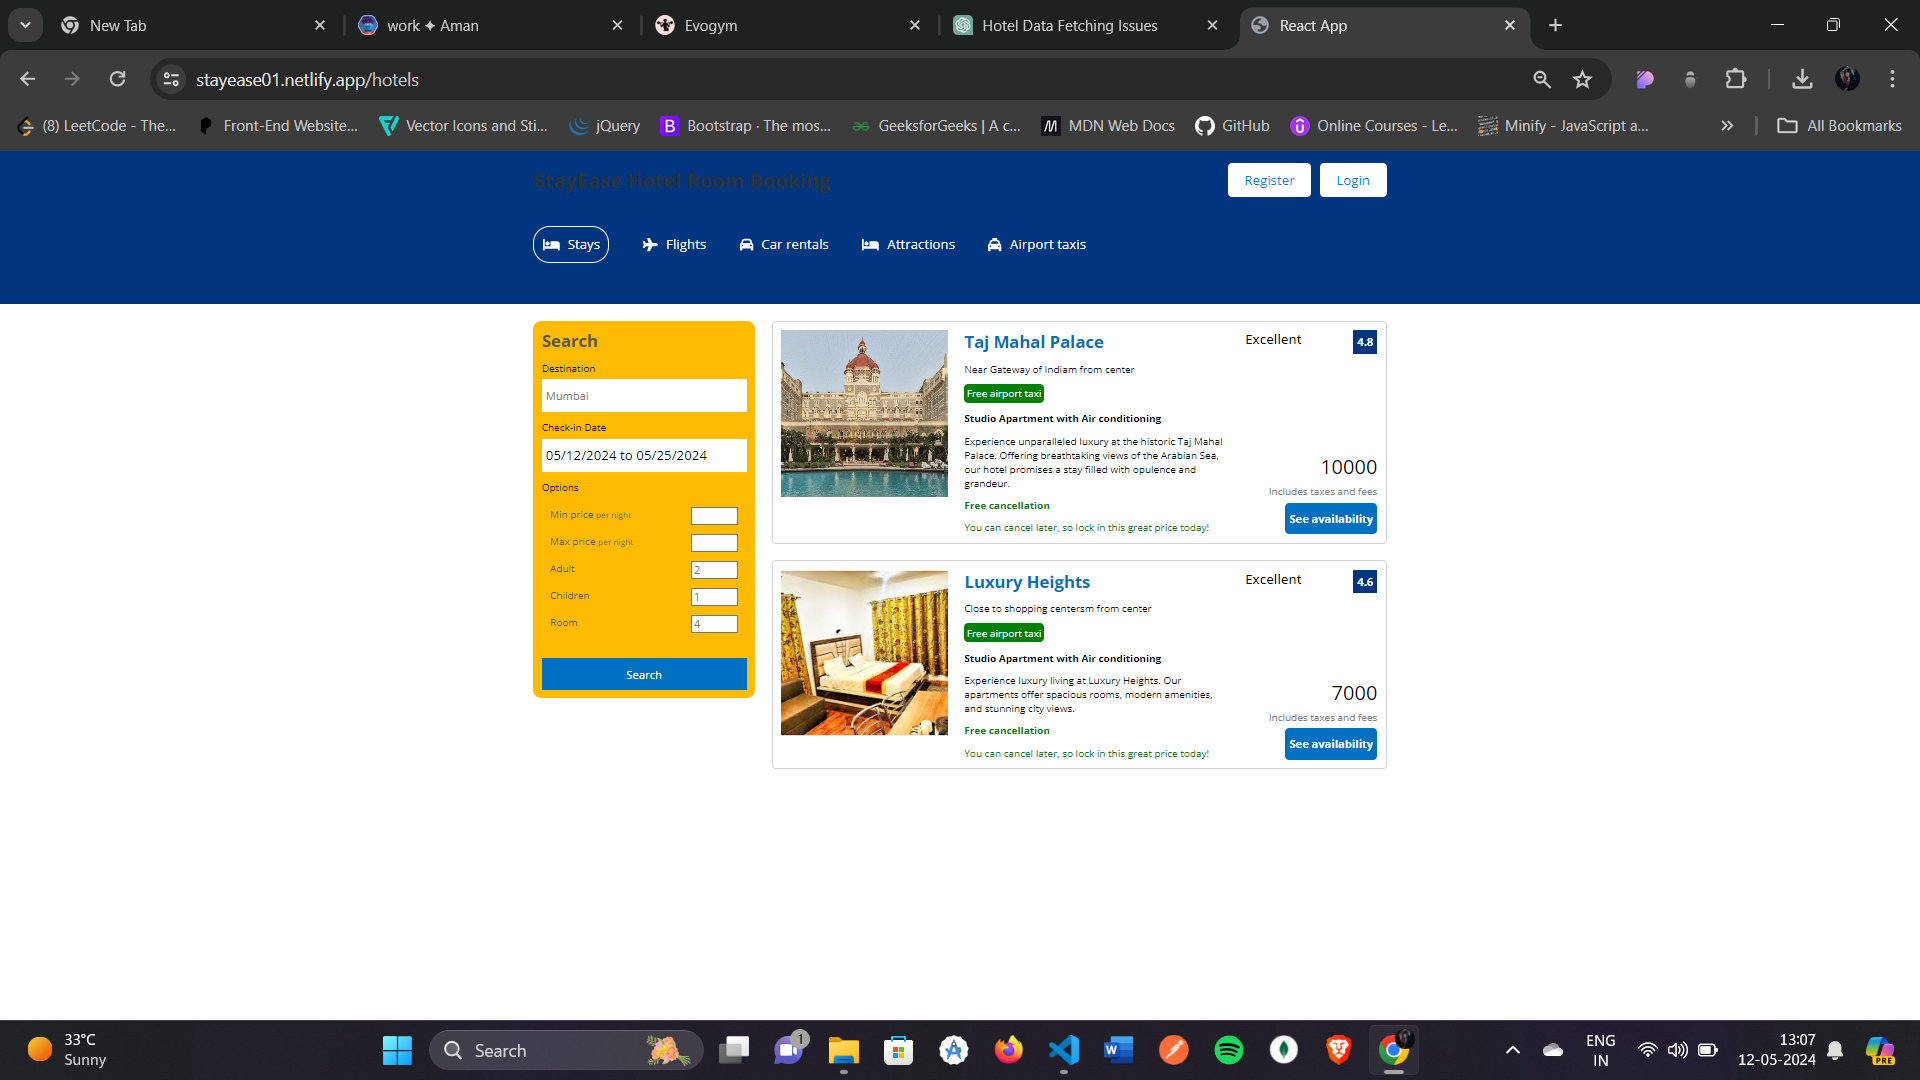 New Tab
work ✦ Aman
Evogym
Hotel Data Fetching Issues
React App
stayease01.netlify.app/hotels
(8) LeetCode - The...
Front-End Website...
Vector Icons and Sti...
jQuery
Bootstrap · The mos...
GeeksforGeeks | A c...
MDN Web Docs
GitHub
Online Courses - Le...
Minify - JavaScript a...
All Bookmarks
StayEase Hotel Room Booking
Register
Login
Stays
Flights
Car rentals
Attractions
Airport taxis
Search
Destination
Mumbai
Check-in Date
05/12/2024 to 05/25/2024
Options
Min price per night
Max price per night
Adult 2
Children 1
Room 4
Search
Taj Mahal Palace
Near Gateway of Indiam from center
Free airport taxi
Studio Apartment with Air conditioning
Experience unparalleled luxury at the historic Taj Mahal
Palace. Offering breathtaking views of the Arabian Sea,
our hotel promises a stay filled with opulence and
grandeur.
Free cancellation
You can cancel later, so lock in this great price today!
Excellent
4.8
10000
Includes taxes and fees
See availability
Luxury Heights
Close to shopping centersm from center
Free airport taxi
Studio Apartment with Air conditioning
Experience luxury living at Luxury Heights. Our
apartments offer spacious rooms, modern amenities,
and stunning city views.
Free cancellation
You can cancel later, so lock in this great price today!
Excellent
4.6
7000
Includes taxes and fees
See availability
33°C
Sunny
Search
1
ENG
IN
13:07
12-05-2024
PRE